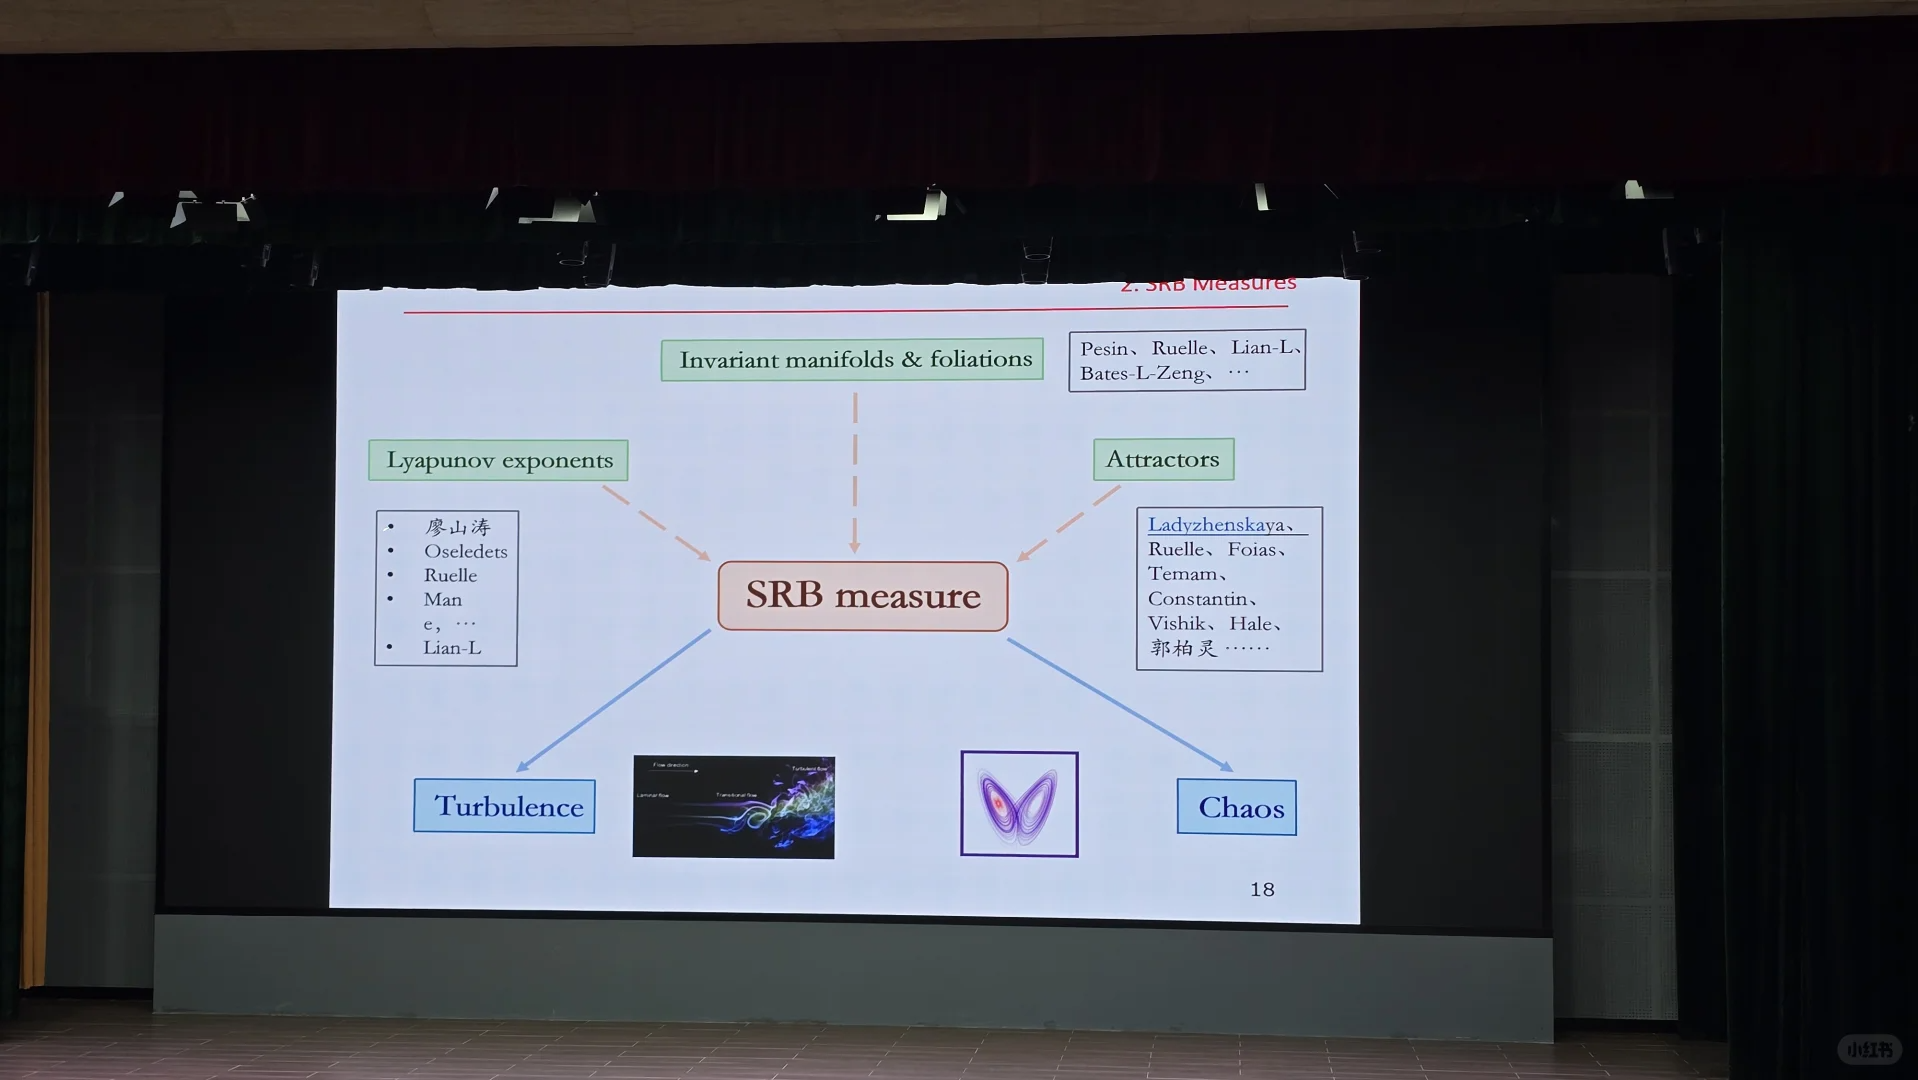 2. SRB Measures
Invariant manifolds & foliations
Pesin、Ruelle、Lian-L、
Bates-L-Zeng、…
Lyapunov exponents
Attractors
• 廖山涛
• Oseledets
• Ruelle
• Man
e，…
• Lian-L
SRB measure
Ladyzhenskaya、
Ruelle、Foias、
Temam、
Constantin、
Vishik、Hale、
郭柏灵……
Turbulence
Flow direction
Turbulent flow
Laminar flow
Transitional flow
Chaos
18
小红书